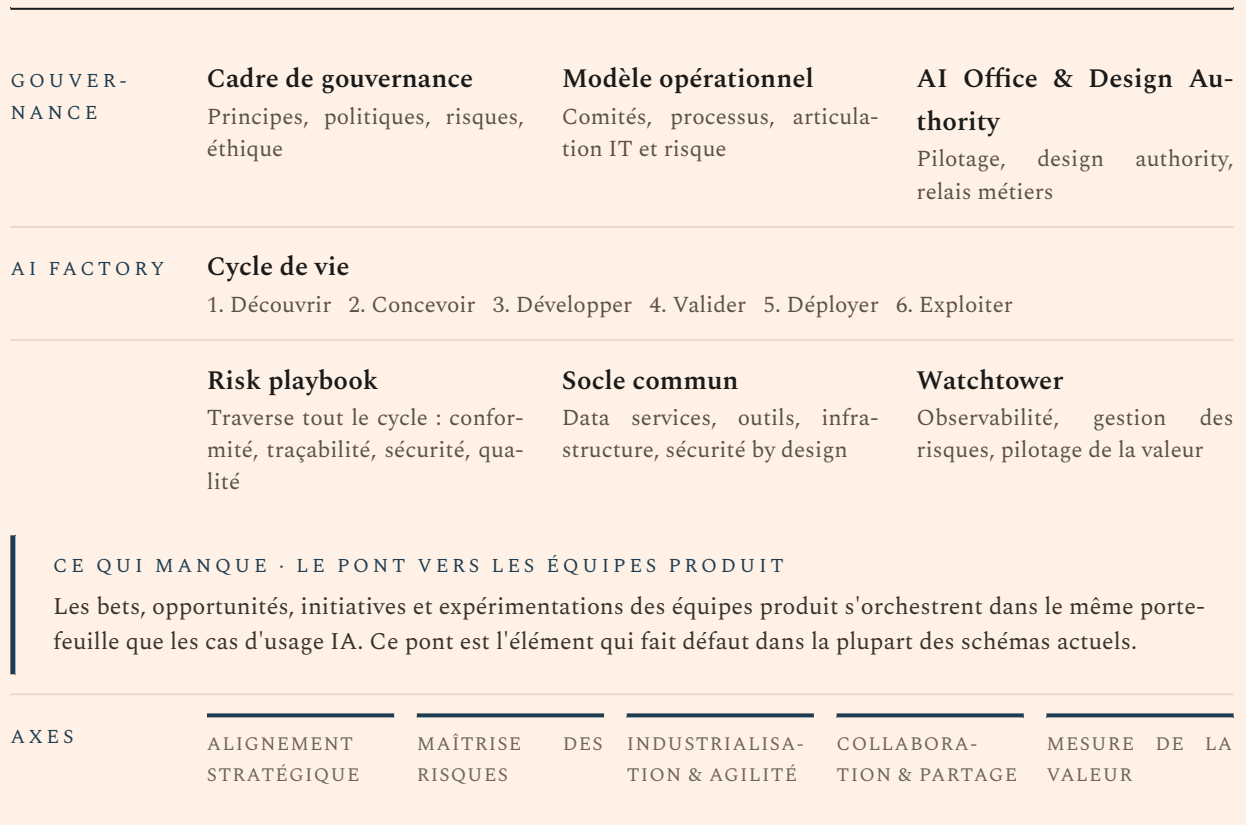 GOUVER-
NANCE
Cadre de gouvernance
Principes, politiques, risques,
éthique
Modèle opérationnel
Comités, processus, articula-
tion IT et risque
AI Office & Design Au-
thority
Pilotage, design authority,
relais métiers
AI FACTORY
Cycle de vie
1. Découvrir 2. Concevoir 3. Développer 4. Valider 5. Déployer 6. Exploiter
Risk playbook
Traverse tout le cycle : confor-
mité, traçabilité, sécurité, qua-
lité
Socle commun
Data services, outils, infra-
structure, sécurité by design
Watchtower
Observabilité, gestion des
risques, pilotage de la valeur
CE QUI MANQUE · LE PONT VERS LES ÉQUIPES PRODUIT
Les bets, opportunités, initiatives et expérimentations des équipes produit s'orchestrent dans le même porte-
feuille que les cas d'usage IA. Ce pont est l'élément qui fait défaut dans la plupart des schémas actuels.
AXES
ALIGNEMENT
STRATÉGIQUE
MAÎTRISE DES
RISQUES
INDUSTRIALISA-
TION & AGILITÉ
COLLABORA-
TION & PARTAGE
MESURE DE LA
VALEUR